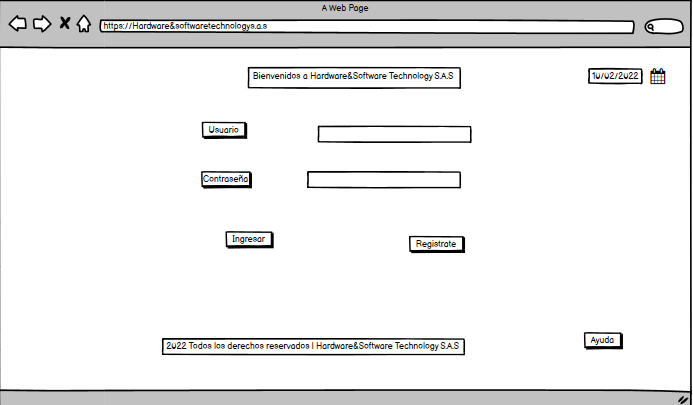 A Web Page
https://Hardware&softwaretechnologys.a.s
Bienvenidos a Hardware&Software Technology S.A.S
10/02/2022
Usuario
Contraseña
Ingresar
Registrate
2022 Todos los derechos reservados | Hardware&Software Technology S.A.S
Ayuda